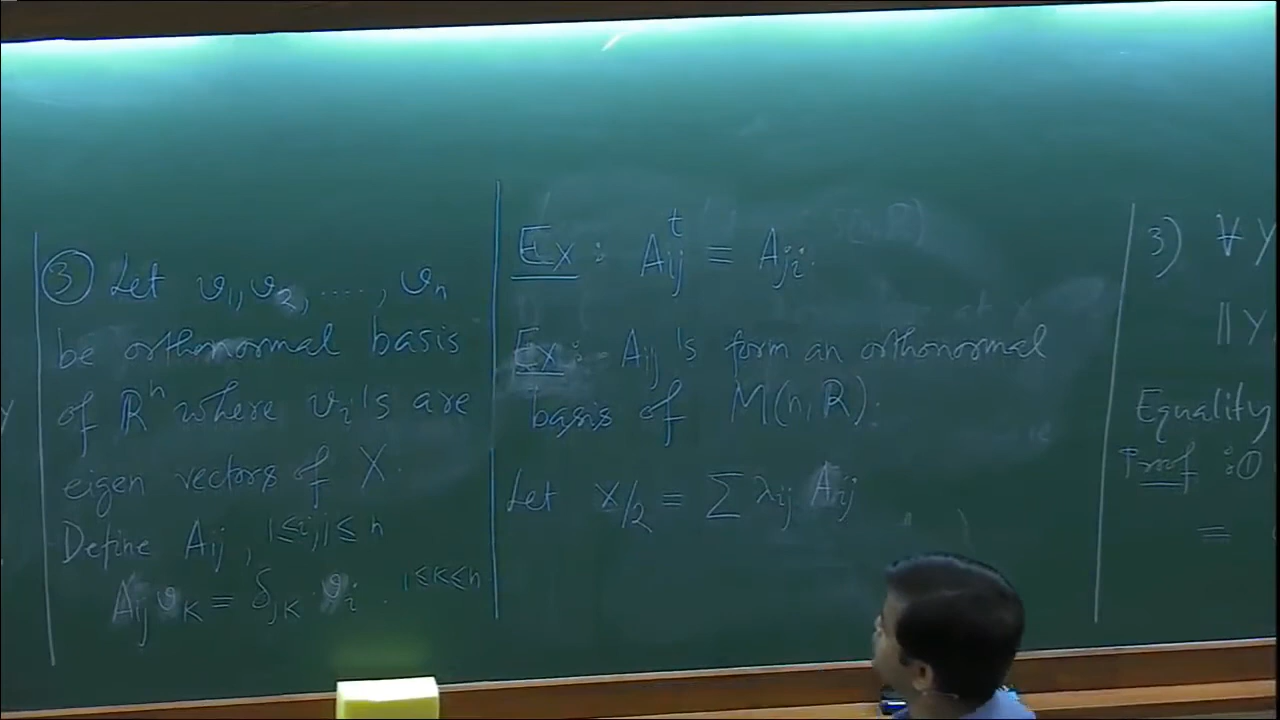 ③ Let v₁, v₂, ...., vₙ
be orthonormal basis
of ℝⁿ where vᵢ's are
eigen vectors of X.
Define Aᵢⱼ, 1≤i,j≤n
Aᵢⱼ vₖ = δⱼₖ vᵢ. 1≤k≤n.
Ex : Aᵢⱼᵗ = Aⱼᵢ.
Ex :- Aᵢⱼ's form an orthonormal
basis of M(n, ℝ).
Let X/2 = Σ λᵢⱼ Aᵢⱼ
3) ∀ Y
|| Y
Equality
Proof : ①
=